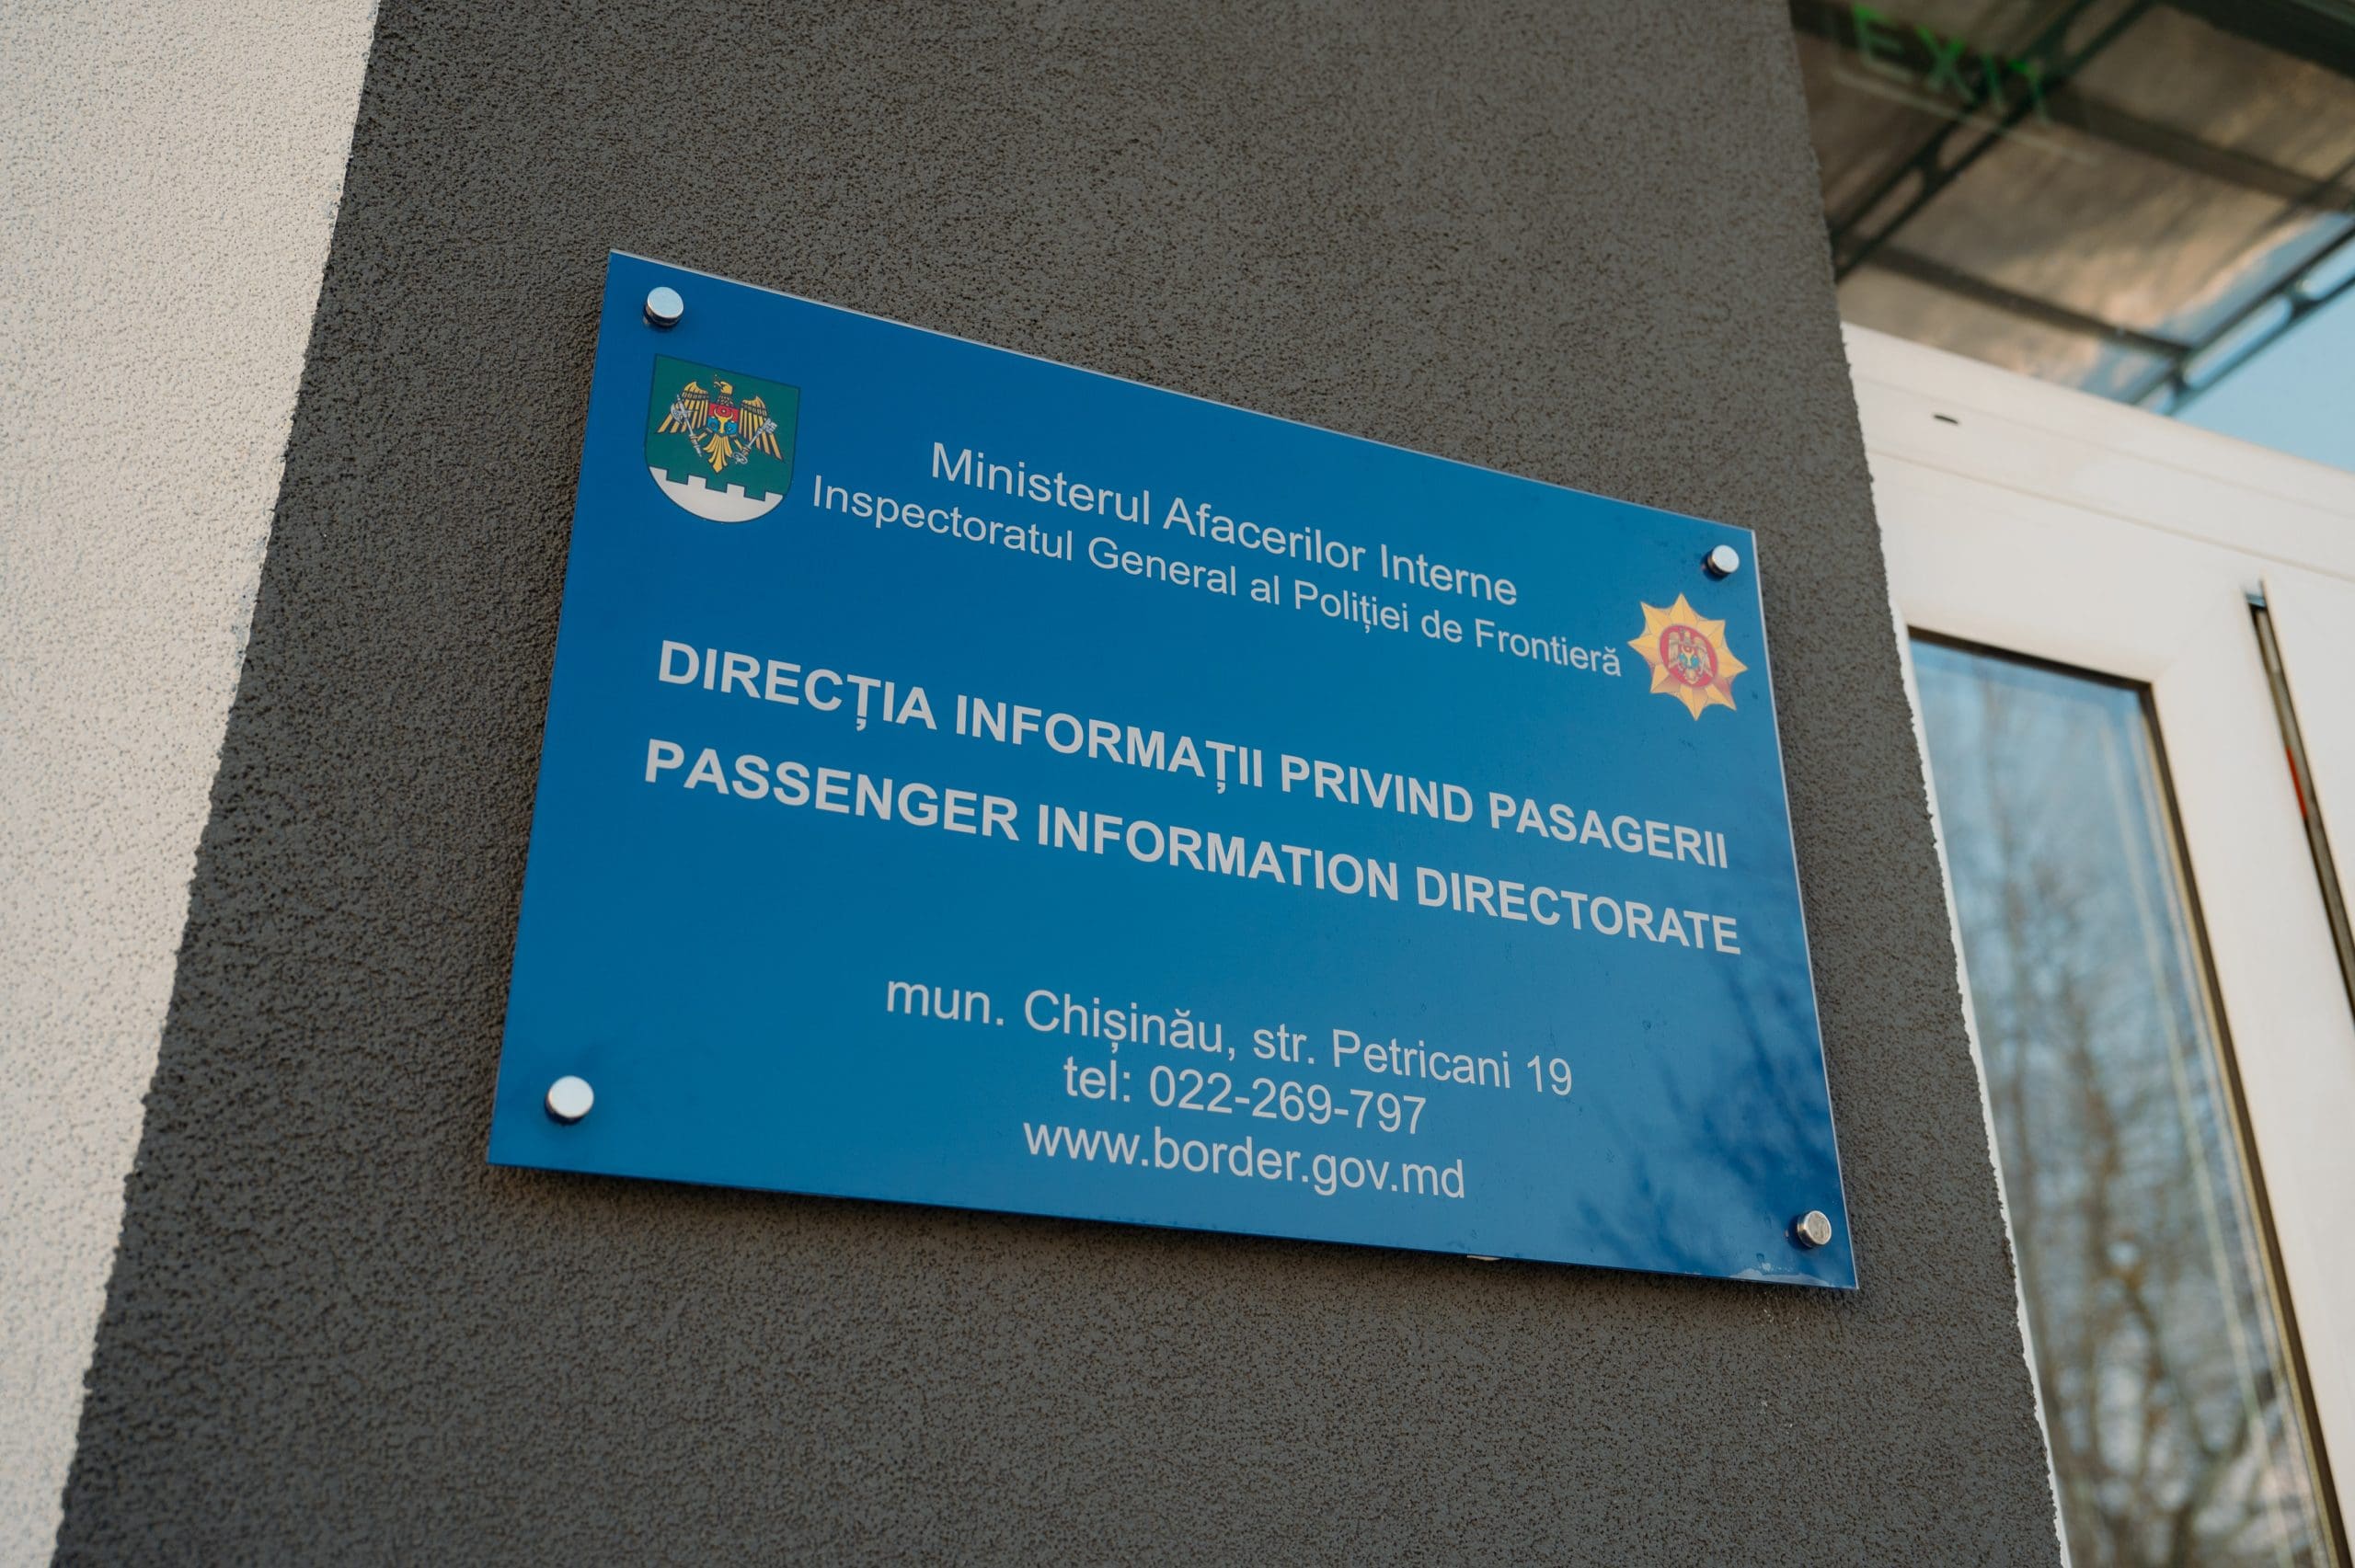 Ministerul Afacerilor Interne
Inspectoratul General al Poliției de Frontieră
DIRECȚIA INFORMAȚII PRIVIND PASAGERII
PASSENGER INFORMATION DIRECTORATE
mun. Chișinău, str. Petricani 19
tel: 022-269-797
www.border.gov.md